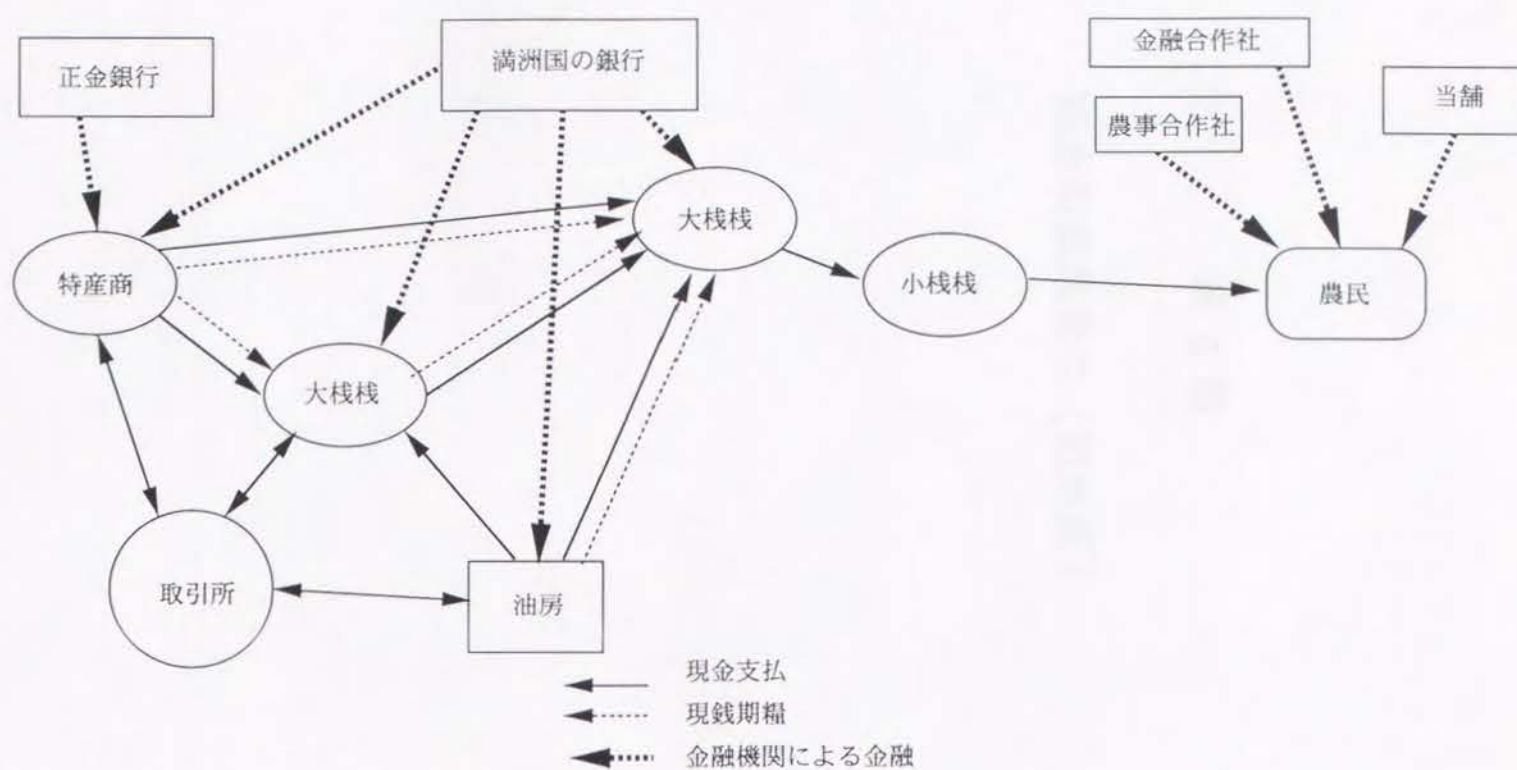 正金銀行
満洲国の銀行
金融合作社
当舗
農事合作社
大桟桟
特産商
小桟桟
農民
大桟桟
取引所
油房
現金支払
現銭期糧
金融機関による金融